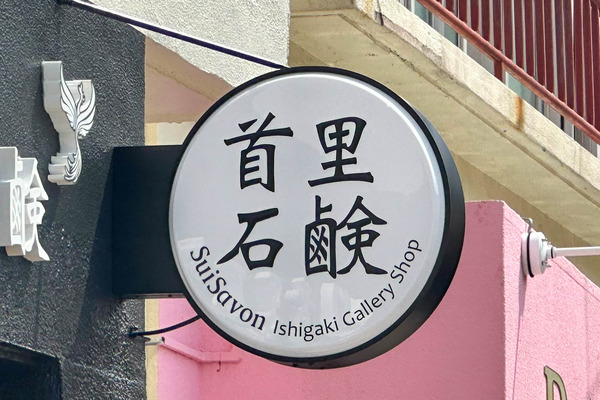 首里
石鹸
SuiSavon Ishigaki Gallery Shop